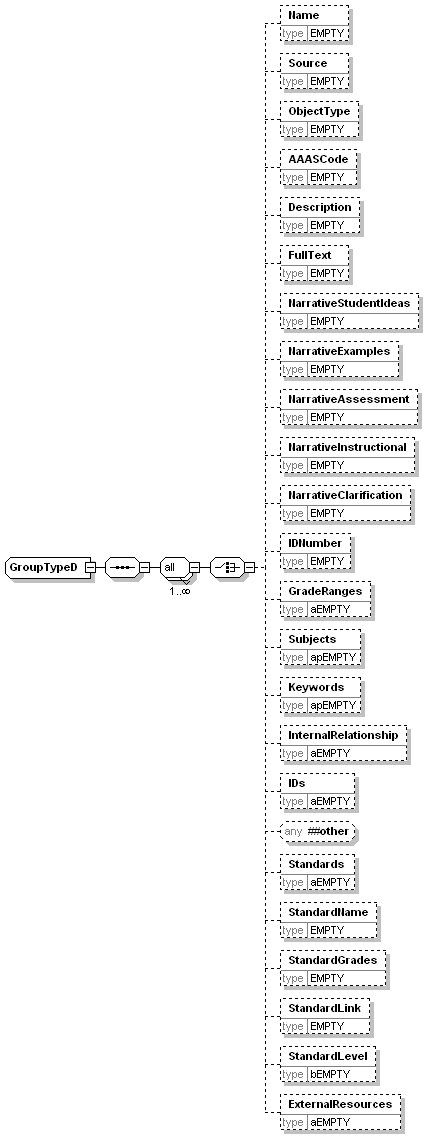 Name
type EMPTY
Source
type EMPTY
ObjectType
type EMPTY
AAASCode
type EMPTY
Description
type EMPTY
FullText
type EMPTY
NarrativeStudentIdeas
type EMPTY
NarrativeExamples
type EMPTY
NarrativeAssessment
type EMPTY
NarrativeInstructional
type EMPTY
NarrativeClarification
type EMPTY
IDNumber
type EMPTY
GroupTypeD
all
1..∞
GradeRanges
type aEMPTY
Subjects
type apEMPTY
Keywords
type apEMPTY
InternalRelationship
type aEMPTY
IDs
type aEMPTY
any ##other
Standards
type aEMPTY
StandardName
type EMPTY
StandardGrades
type EMPTY
StandardLink
type EMPTY
StandardLevel
type bEMPTY
ExternalResources
type aEMPTY